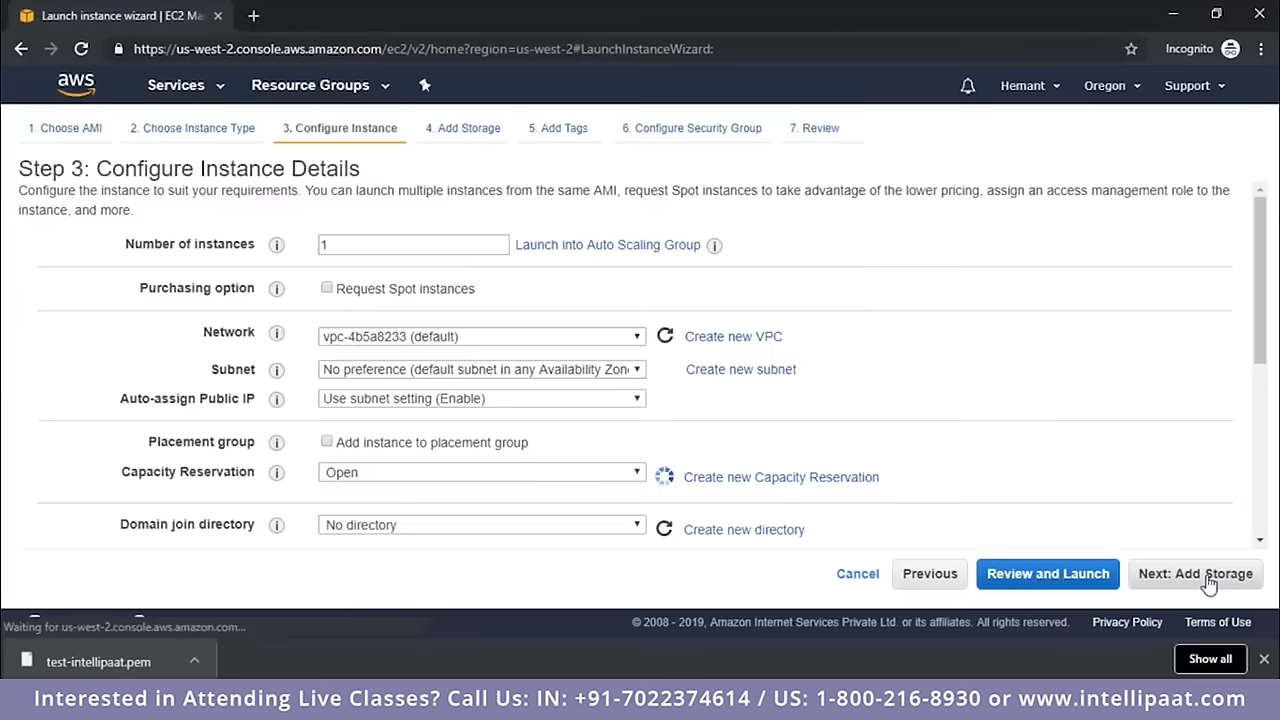 Launch instance wizard | EC2 Ma
https://us-west-2.console.aws.amazon.com/ec2/v2/home?region=us-west-2#LaunchInstanceWizard:
Incognito
aws
Services
Resource Groups
Hemant
Oregon
Support
1. Choose AMI
2. Choose Instance Type
3. Configure Instance
4. Add Storage
5. Add Tags
6. Configure Security Group
7. Review
Step 3: Configure Instance Details
Configure the instance to suit your requirements. You can launch multiple instances from the same AMI, request Spot instances to take advantage of the lower pricing, assign an access management role to the
instance, and more.
Number of instances
1
Launch into Auto Scaling Group
Purchasing option
Request Spot instances
Network
vpc-4b5a8233 (default)
Create new VPC
Subnet
No preference (default subnet in any Availability Zon
Create new subnet
Auto-assign Public IP
Use subnet setting (Enable)
Placement group
Add instance to placement group
Capacity Reservation
Open
Create new Capacity Reservation
Domain join directory
No directory
Create new directory
Cancel
Previous
Review and Launch
Next: Add Storage
Waiting for us-west-2.console.aws.amazon.com...
© 2008 - 2019, Amazon Internet Services Private Ltd. or its affiliates. All rights reserved.
Privacy Policy
Terms of Use
test-intellipaat.pem
Show all
Interested in Attending Live Classes? Call Us: IN: +91-7022374614 / US: 1-800-216-8930 or www.intellipaat.com